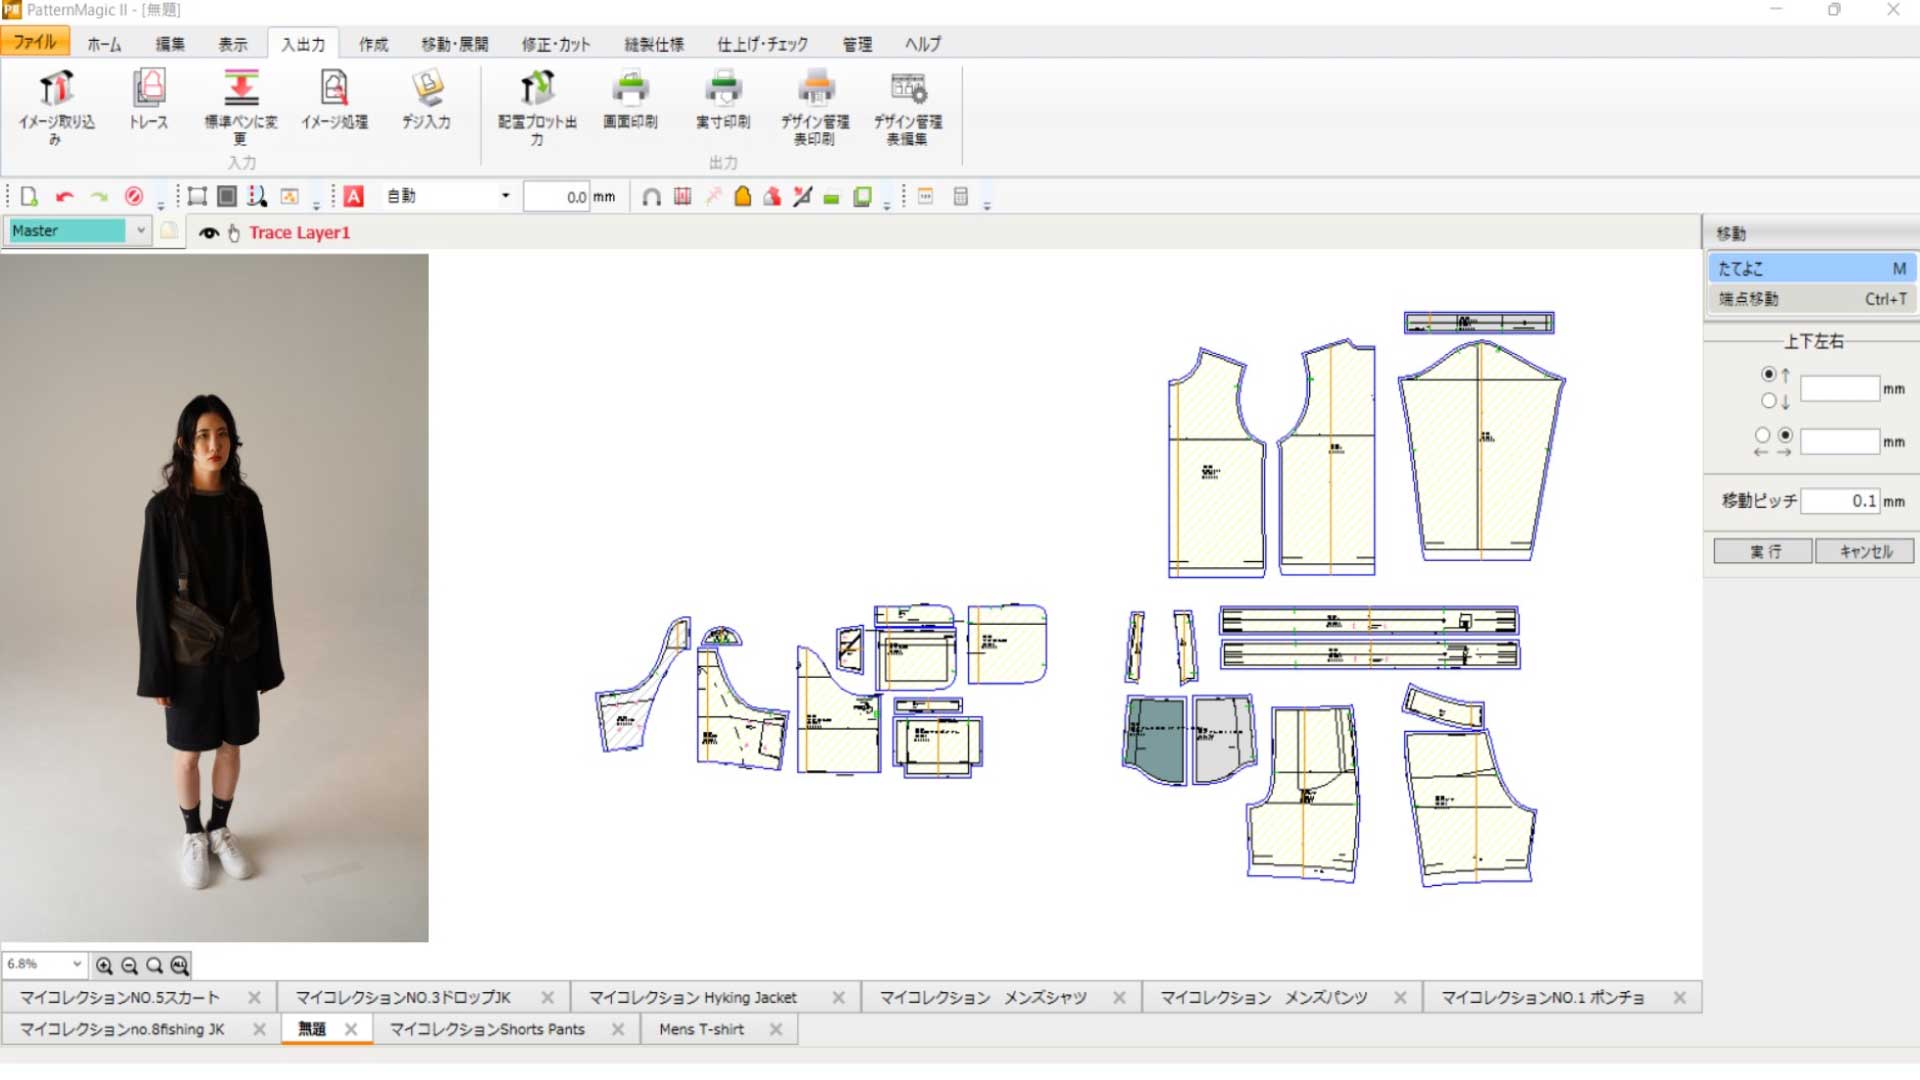 PatternMagic II - [無題]
ファイル ホーム 編集 表示 入出力 作成 移動・展開 修正・カット 縫製仕様 仕上げ・チェック 管理 ヘルプ
イメージ取り込み トレース 標準ペンに変更 イメージ処理 デジ入力 配置プロット出力 画面印刷 実寸印刷 デザイン管理表印刷 デザイン管理表編集
入力 出力
A 自動 0.0 mm
Master Trace Layer1
移動
たてよこ M
端点移動 Ctrl+T
上下左右
↑ mm
↓
mm
← →
移動ピッチ 0.1 mm
実行 キャンセル
6.8% ALL
マイコレクションNO.5スカート マイコレクションNO.3ドロップJK マイコレクション Hyking Jacket マイコレクション メンズシャツ マイコレクション メンズパンツ マイコレクションNO.1 ポンチョ
マイコレクションno.8fishing JK 無題 マイコレクションShorts Pants Mens T-shirt